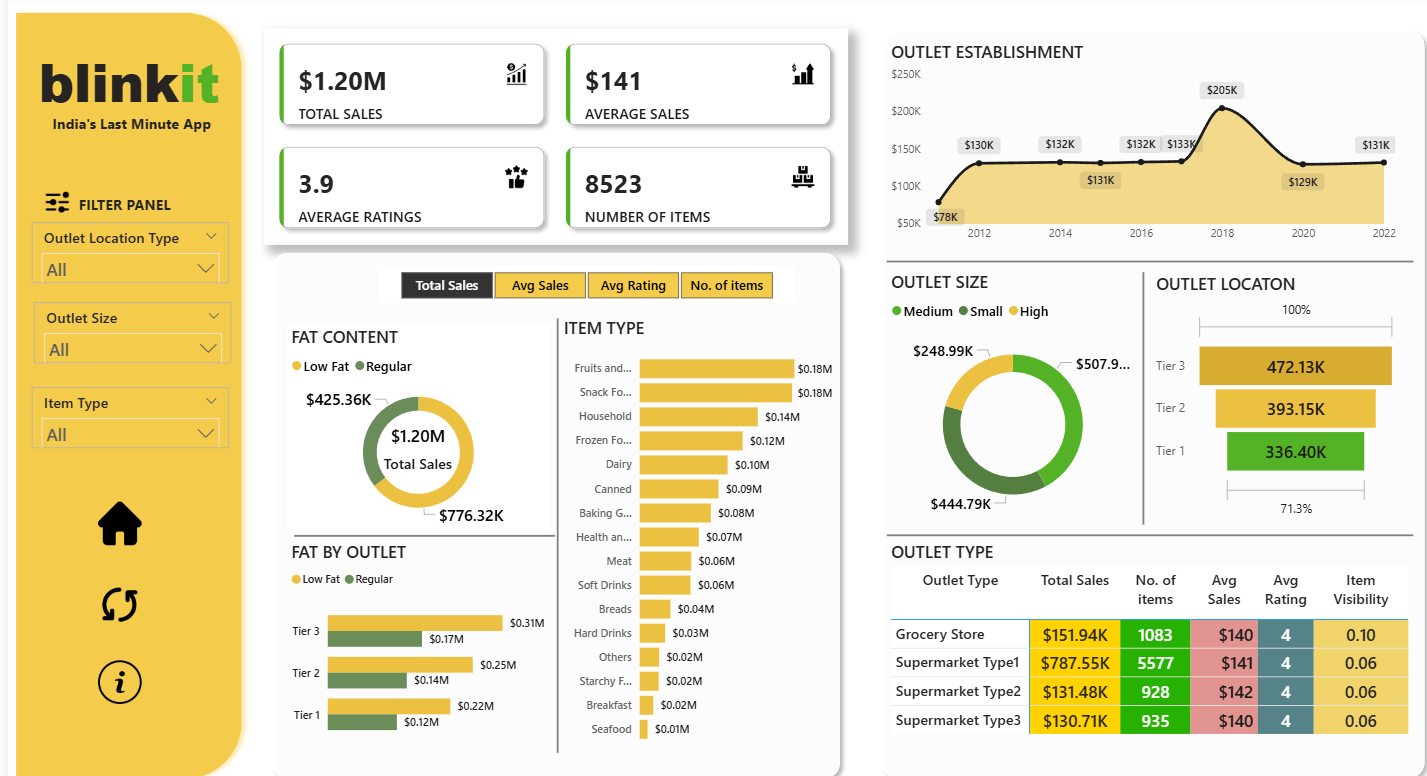 blinkit
India's Last Minute App
FILTER PANEL
Outlet Location Type
All
Outlet Size
All
Item Type
All
$1.20M
TOTAL SALES
$141
AVERAGE SALES
3.9
AVERAGE RATINGS
8523
NUMBER OF ITEMS
Total Sales Avg Sales Avg Rating No. of items
FAT CONTENT
Low Fat Regular
$425.36K
$1.20M
Total Sales
$776.32K
FAT BY OUTLET
Low Fat Regular
Tier 3 $0.31M
$0.17M
Tier 2 $0.25M
$0.14M
Tier 1 $0.22M
$0.12M
ITEM TYPE
Fruits and... $0.18M
Snack Fo... $0.18M
Household $0.14M
Frozen Fo... $0.12M
Dairy $0.10M
Canned $0.09M
Baking G... $0.08M
Health an... $0.07M
Meat $0.06M
Soft Drinks $0.06M
Breads $0.04M
Hard Drinks $0.03M
Others $0.02M
Starchy F... $0.02M
Breakfast $0.02M
Seafood $0.01M
OUTLET ESTABLISHMENT
$250K
$200K
$150K
$100K
$50K
$78K
$130K
$132K
$131K
$132K
$133K
$205K
$129K
$131K
2012 2014 2016 2018 2020 2022
OUTLET SIZE
Medium Small High
$248.99K
$507.9...
$444.79K
OUTLET LOCATON
100%
Tier 3 472.13K
Tier 2 393.15K
Tier 1 336.40K
71.3%
OUTLET TYPE
Outlet Type Total Sales No. of items Avg Sales Avg Rating Item Visibility
Grocery Store $151.94K 1083 $140 4 0.10
Supermarket Type1 $787.55K 5577 $141 4 0.06
Supermarket Type2 $131.48K 928 $142 4 0.06
Supermarket Type3 $130.71K 935 $140 4 0.06